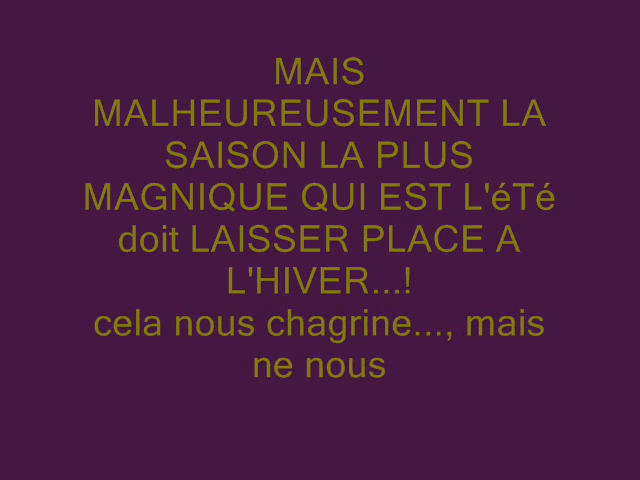 MAIS
MALHEUREUSEMENT LA
SAISON LA PLUS
MAGNIQUE QUI EST L'éTé
doit LAISSER PLACE A
L'HIVER...!
cela nous chagrine..., mais
ne nous